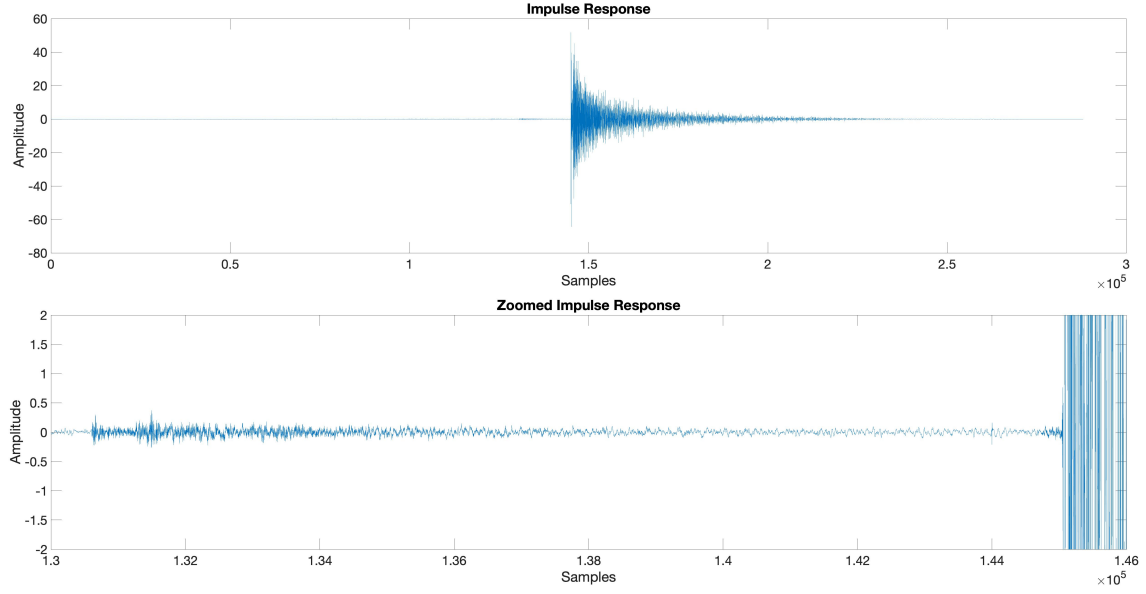 Impulse Response
60
40
20
0
-20
-40
-60
-80
Amplitude
0 0.5 1 1.5 2 2.5 3
Samples
×10^5
Zoomed Impulse Response
2
1.5
1
0.5
0
-0.5
-1
-1.5
-2
Amplitude
1.3 1.32 1.34 1.36 1.38 1.4 1.42 1.44 1.46
Samples
×10^5